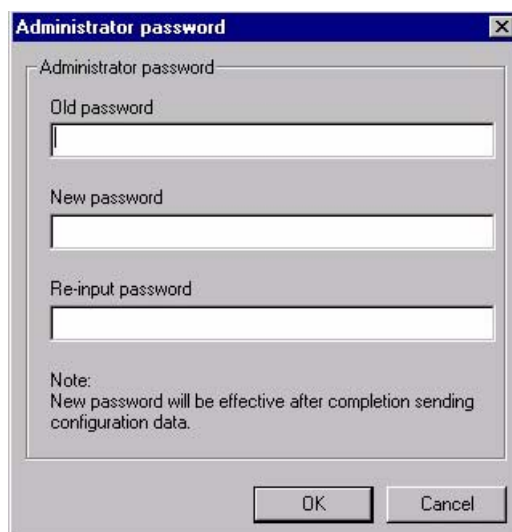 Administrator password
Administrator password
Old password
New password
Re-input password
Note:
New password will be effective after completion sending
configuration data.
OK
Cancel